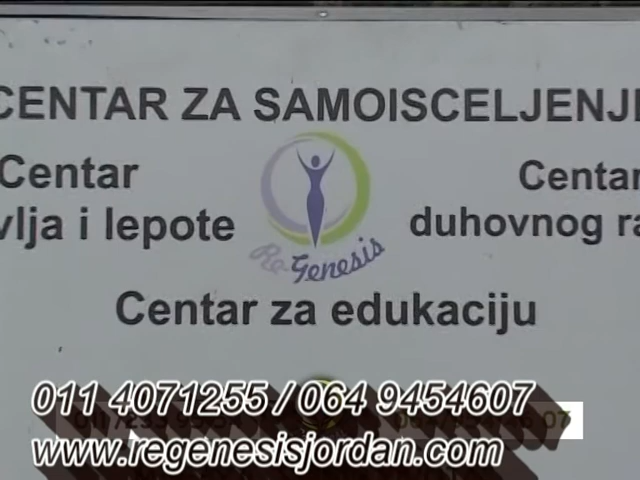 CENTAR ZA SAMOISCELJENJE
Centar
vlja i lepote
Centar
duhovnog ra
ReGenesis
Centar za edukaciju
011 4071255 / 064 9454607
www.regenesisjordan.com